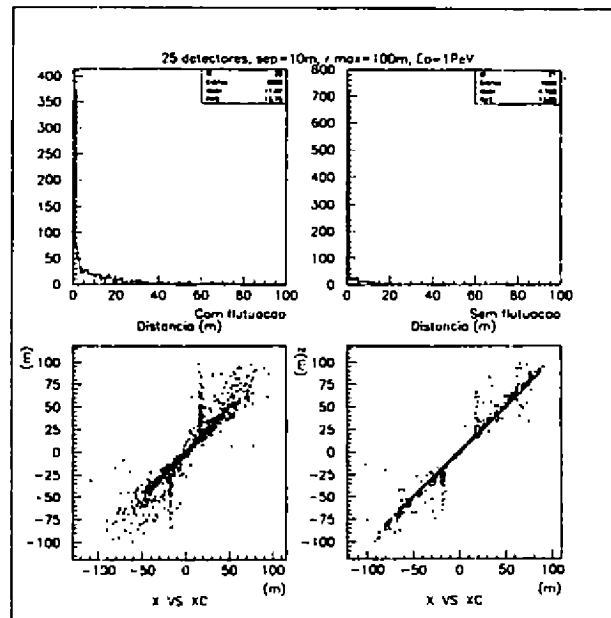 25 detectores, sep=10m, r max=100m, Eo=1PeV
400
350
300
250
200
150
100
50
0
0 20 40 60 80 100
Com flutuacao
Distancia (m)
800
700
600
500
400
300
200
100
0
0 20 40 60 80 100
Sem flutuacao
Distancia (m)
(m)
100
75
50
25
0
-25
-50
-75
-100
-100 -50 0 50 100
(m)
X VS XC
100
75
50
25
0
-25
-50
-75
-100
-100 -50 0 50 100
(m)
X VS XC